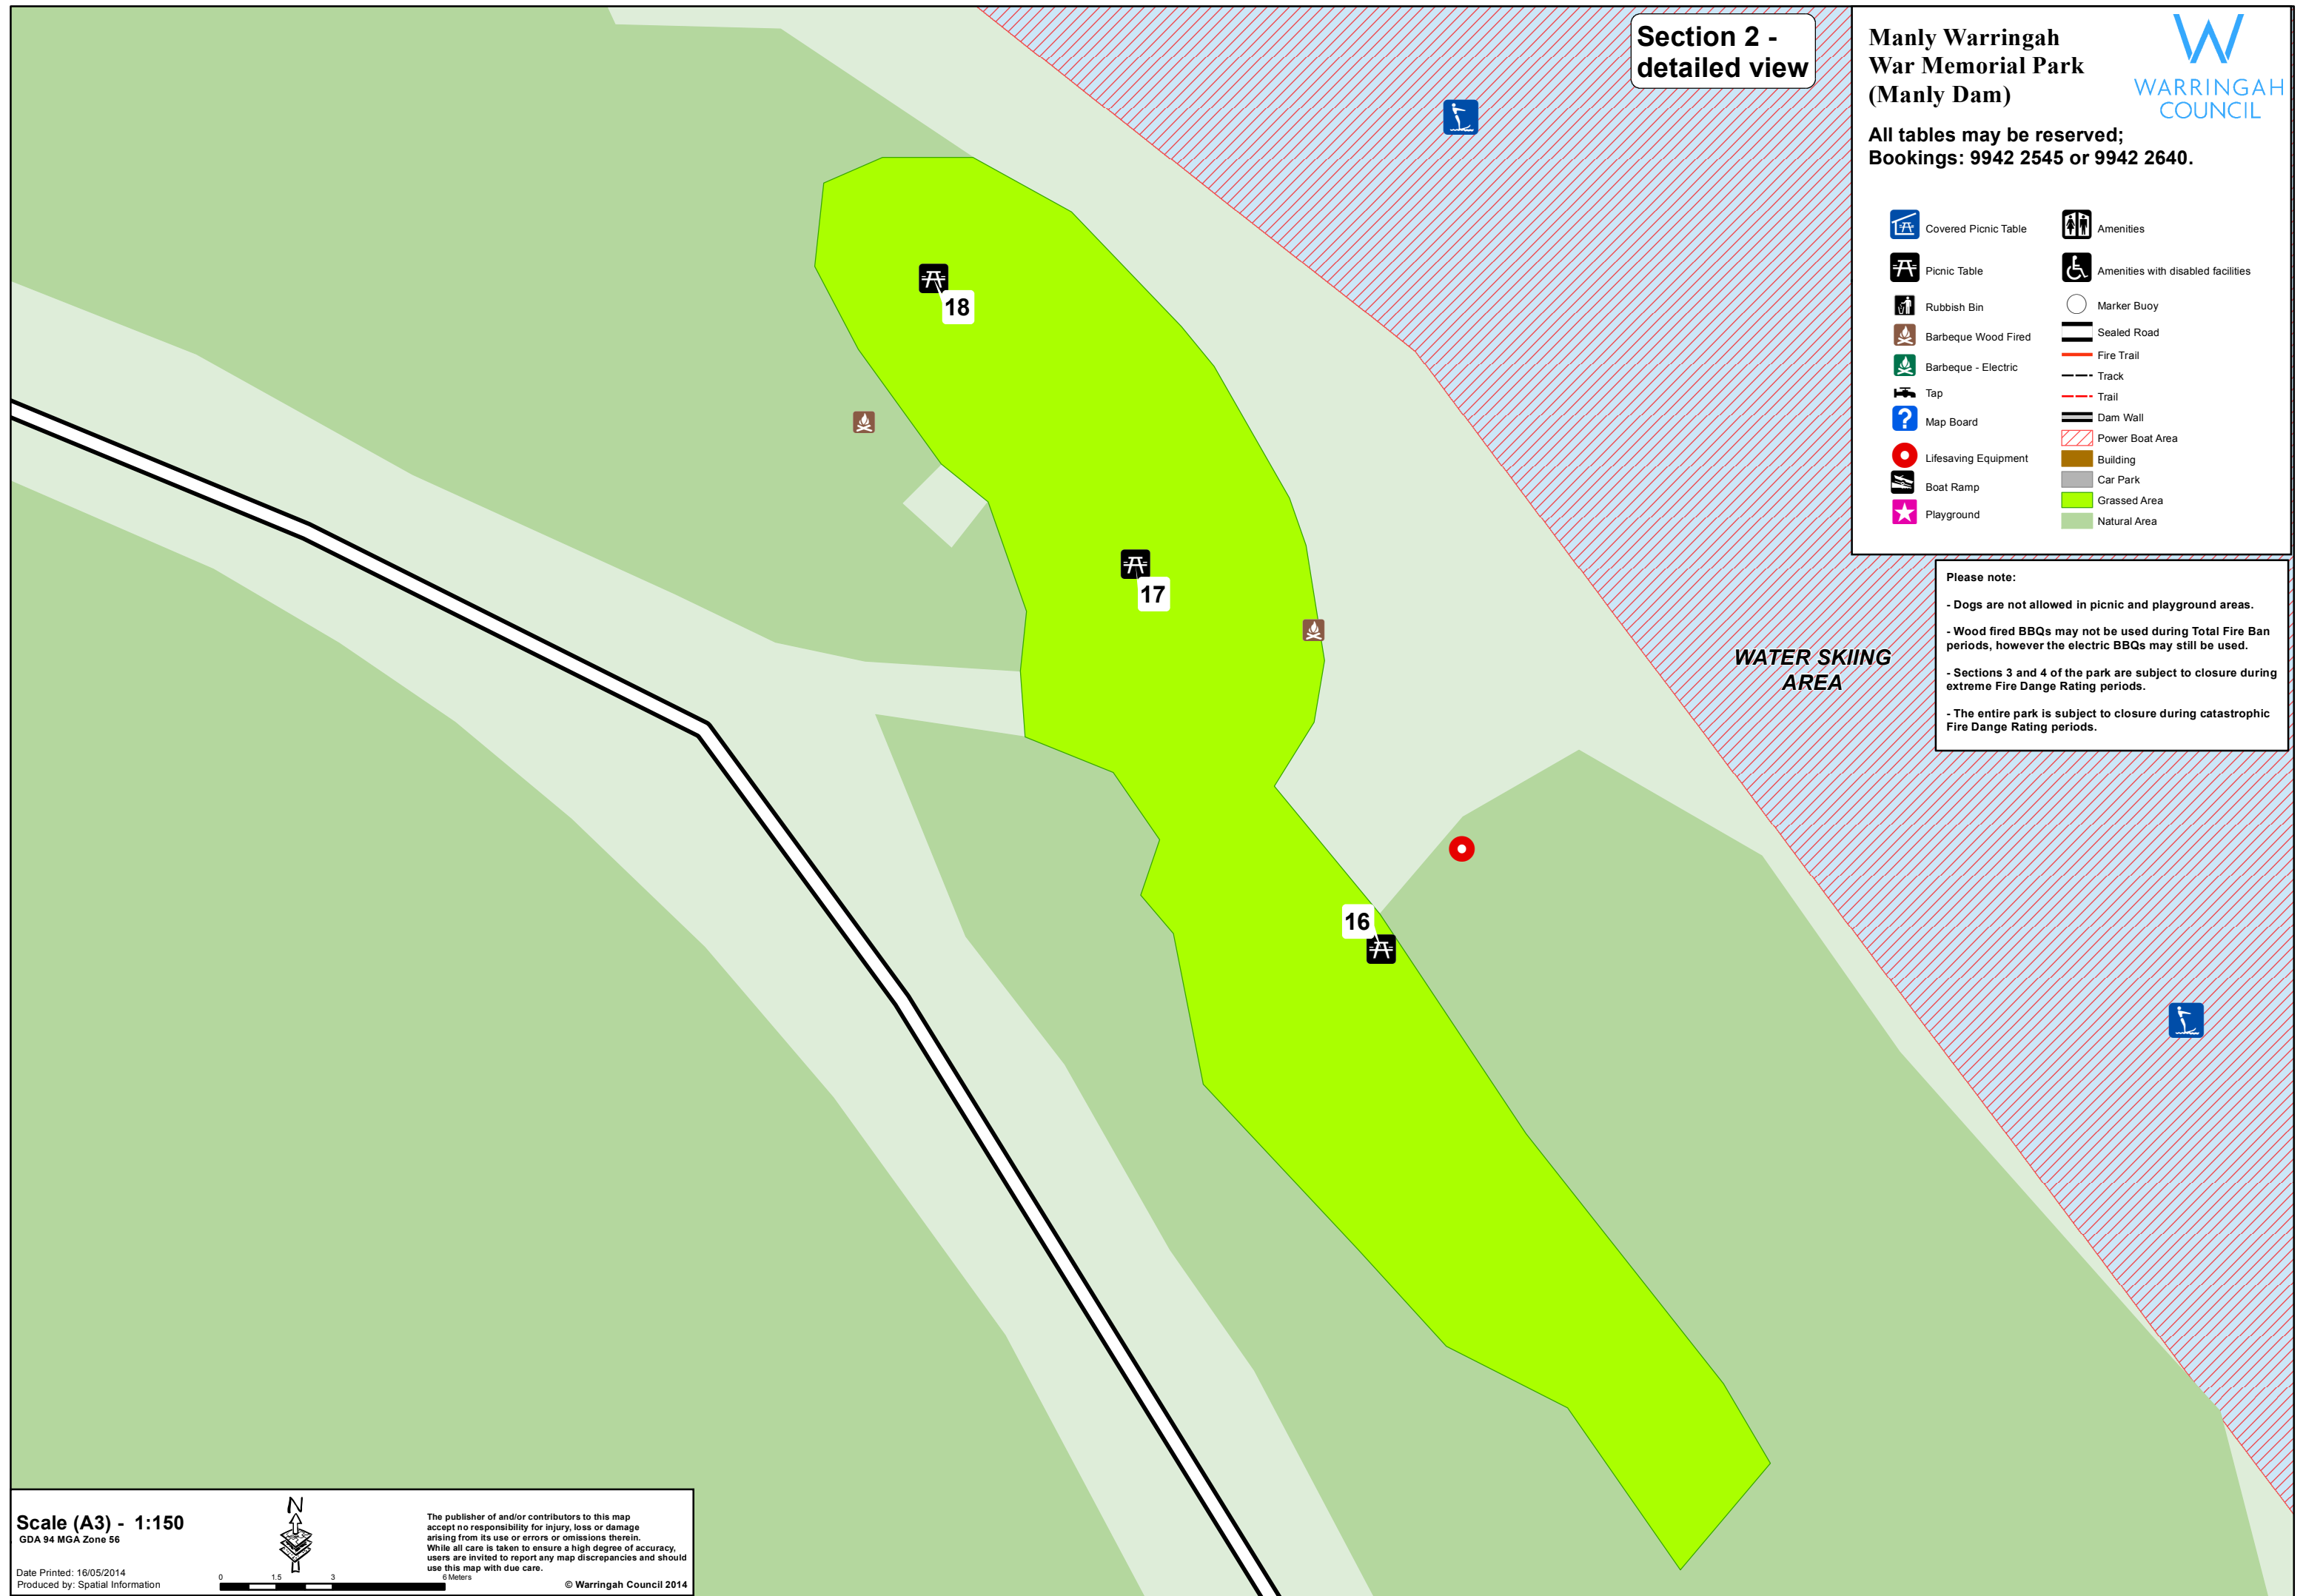 Section 2 -
detailed view
Manly Warringah
War Memorial Park
(Manly Dam)
WARRINGAH
COUNCIL
All tables may be reserved;
Bookings: 9942 2545 or 9942 2640.
Covered Picnic Table
Picnic Table
Rubbish Bin
Barbeque Wood Fired
Barbeque - Electric
Tap
?
Map Board
Lifesaving Equipment
Boat Ramp
Playground
Amenities
Amenities with disabled facilities
Marker Buoy
Sealed Road
Fire Trail
Track
Trail
Dam Wall
Power Boat Area
Building
Car Park
Grassed Area
Natural Area
Please note:
- Dogs are not allowed in picnic and playground areas.
- Wood fired BBQs may not be used during Total Fire Ban
periods, however the electric BBQs may still be used.
- Sections 3 and 4 of the park are subject to closure during
extreme Fire Dange Rating periods.
- The entire park is subject to closure during catastrophic
Fire Dange Rating periods.
18
17
WATER SKIING
AREA
16
Scale (A3) - 1:150
GDA 94 MGA Zone 56
Date Printed: 16/05/2014
Produced by: Spatial Information
N
0 1.5 3 6 Meters
The publisher of and/or contributors to this map
accept no responsibility for injury, loss or damage
arising from its use or errors or omissions therein.
While all care is taken to ensure a high degree of accuracy,
users are invited to report any map discrepancies and should
use this map with due care.
© Warringah Council 2014